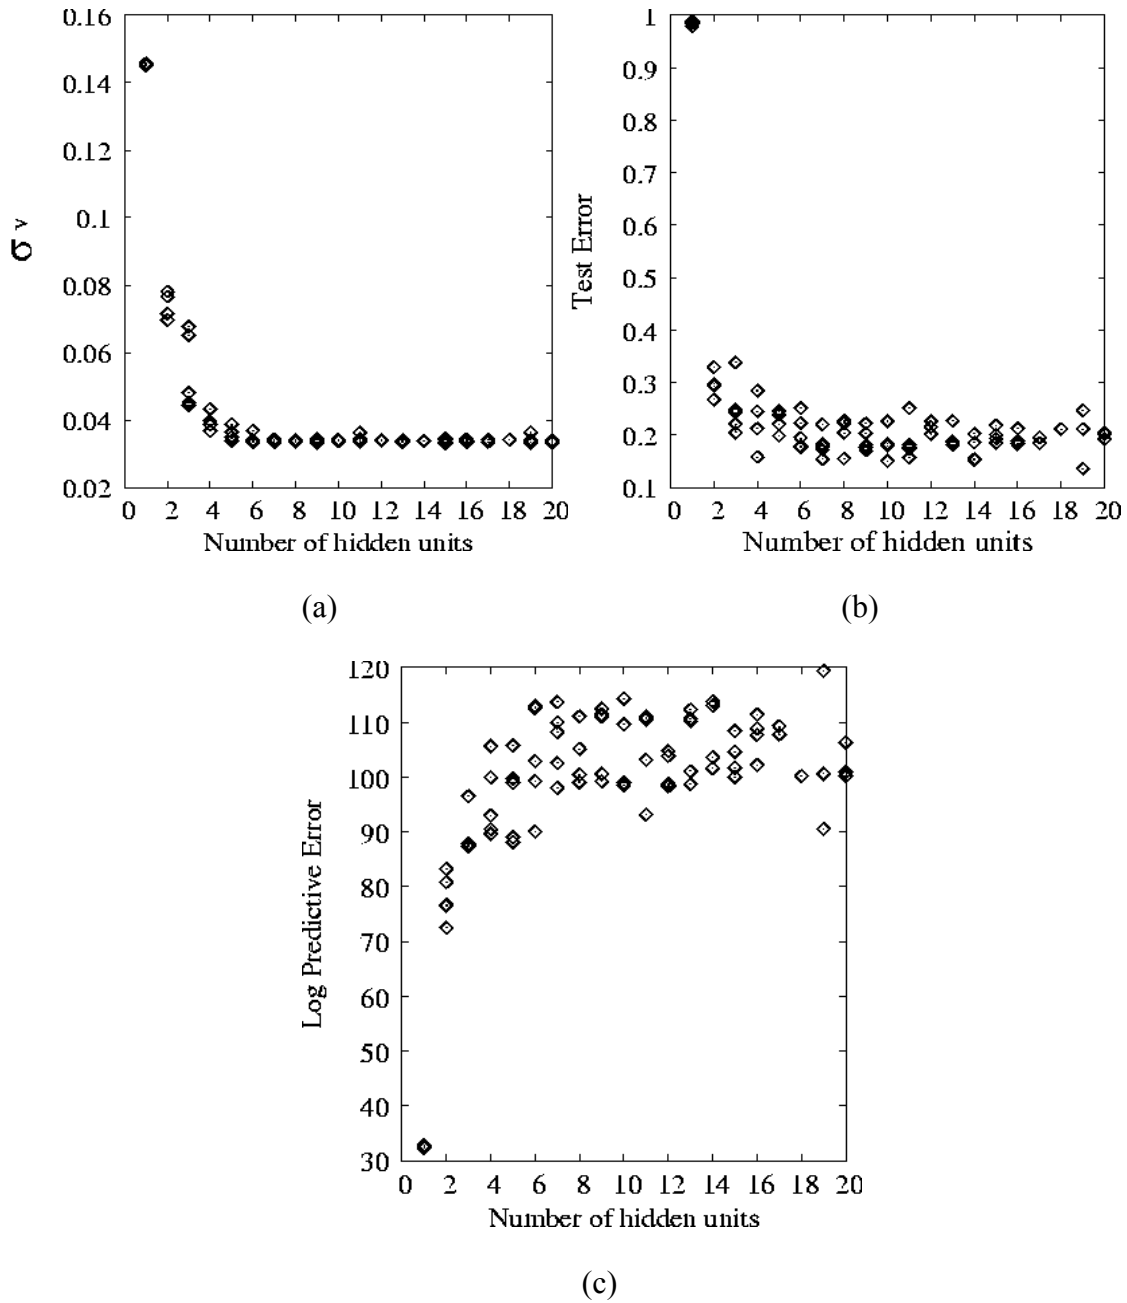 0.16
0.14
0.12
0.1
0.08
0.06
0.04
0.02
σ v
0 2 4 6 8 10 12 14 16 18 20
Number of hidden units
(a)
1
0.9
0.8
0.7
0.6
0.5
0.4
0.3
0.2
0.1
Test Error
0 2 4 6 8 10 12 14 16 18 20
Number of hidden units
(b)
120
110
100
90
80
70
60
50
40
30
Log Predictive Error
0 2 4 6 8 10 12 14 16 18 20
Number of hidden units
(c)